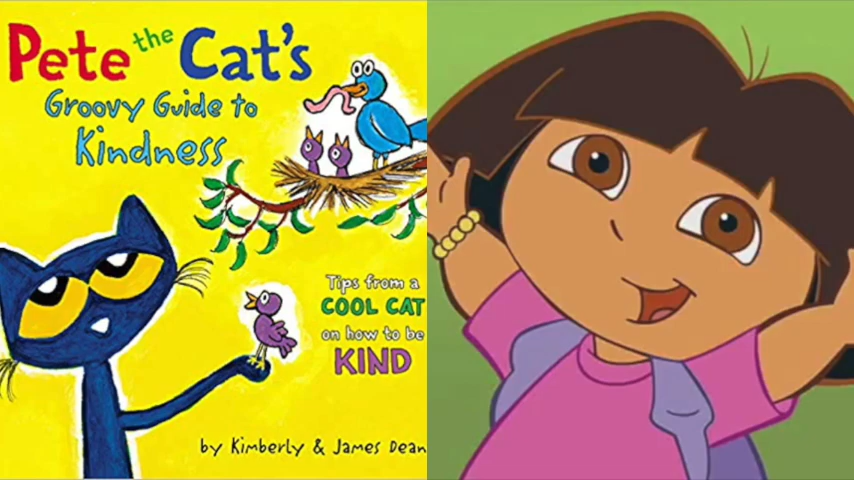 Pete the Cat's
Groovy Guide to
Kindness
Tips from a
COOL CAT
on how to be
KIND
by Kimberly & James Dean